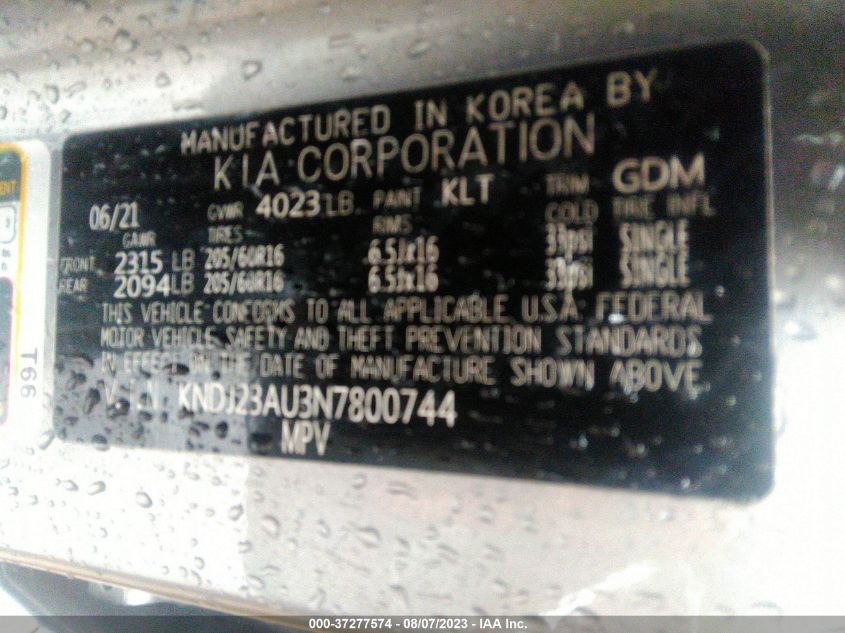 MANUFACTURED IN KOREA BY
KIA CORPORATION
06/21 GVWR 4023LB PAINT KLT TRIM GDM
GAWR TIRES RIMS COLD TIRE INFL
FRONT 2315 LB 205/60R16 6.5Jx16 33psi SINGLE
REAR 2094 LB 205/60R16 6.5Jx16 33psi SINGLE
THIS VEHICLE CONFORMS TO ALL APPLICABLE U.S.A. FEDERAL
MOTOR VEHICLE SAFETY AND THEFT PREVENTION STANDARDS
IN EFFECT ON THE DATE OF MANUFACTURE SHOWN ABOVE
V.I.N. KNDJ23AU3N7800744
MPV
T66
000-37277574 - 08/07/2023 - IAA Inc.